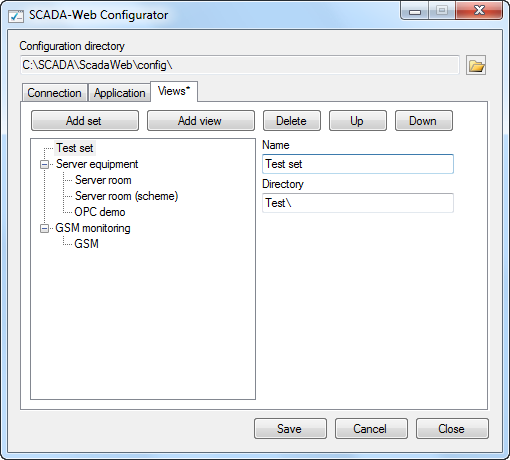 SCADA-Web Configurator
Configuration directory
C:\SCADA\ScadaWeb\config\
Connection Application Views*
Add set Add view Delete Up Down
Test set
Server equipment
Server room
Server room (scheme)
OPC demo
GSM monitoring
GSM
Name
Test set
Directory
Test\
Save Cancel Close